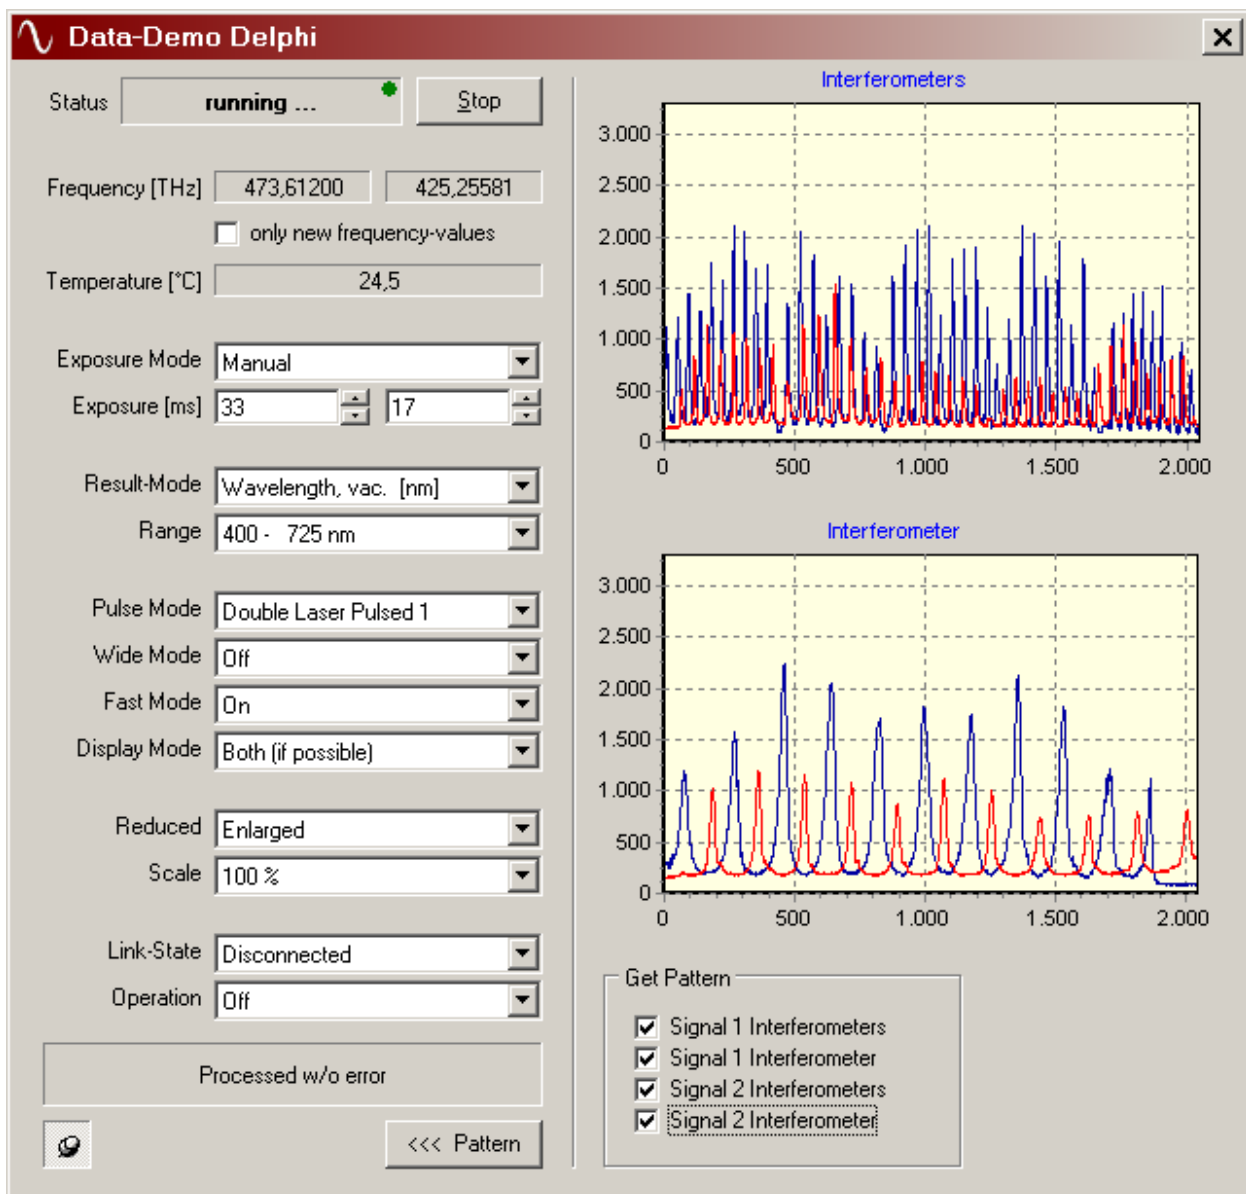 Data-Demo Delphi
Status running ... Stop
Frequency [THz] 473,61200 425,25581
only new frequency-values
Temperature [°C] 24,5
Exposure Mode Manual
Exposure [ms] 33 17
Result-Mode Wavelength, vac. [nm]
Range 400 - 725 nm
Pulse Mode Double Laser Pulsed 1
Wide Mode Off
Fast Mode On
Display Mode Both (if possible)
Reduced Enlarged
Scale 100 %
Link-State Disconnected
Operation Off
Processed w/o error
<<< Pattern
Interferometers
3.000
2.500
2.000
1.500
1.000
500
0
0 500 1.000 1.500 2.000
Interferometer
3.000
2.500
2.000
1.500
1.000
500
0
0 500 1.000 1.500 2.000
Get Pattern
Signal 1 Interferometers
Signal 1 Interferometer
Signal 2 Interferometers
Signal 2 Interferometer